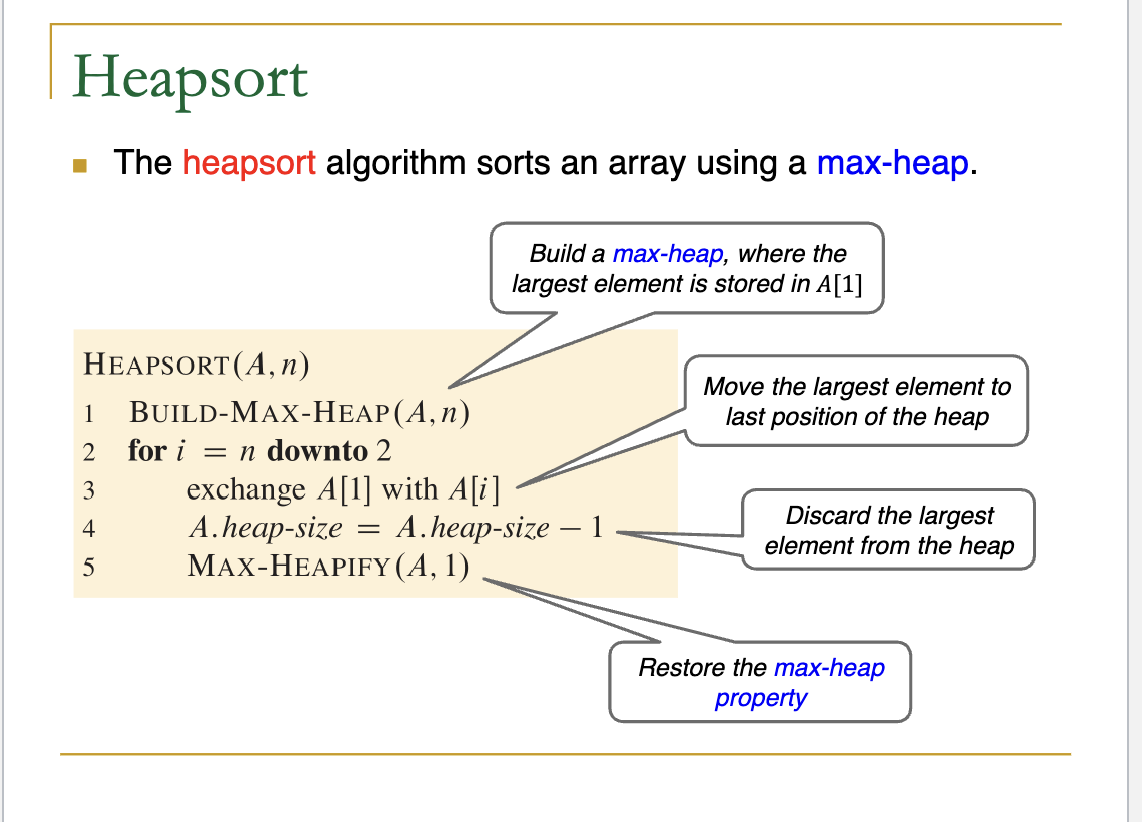 Heapsort
The heapsort algorithm sorts an array using a max-heap.
Build a max-heap, where the
largest element is stored in A[1]
HEAPSORT(A, n)
1 BUILD-MAX-HEAP(A, n)
2 for i = n downto 2
3 exchange A[1] with A[i]
4 A.heap-size = A.heap-size − 1
5 MAX-HEAPIFY(A, 1)
Move the largest element to
last position of the heap
Discard the largest
element from the heap
Restore the max-heap
property